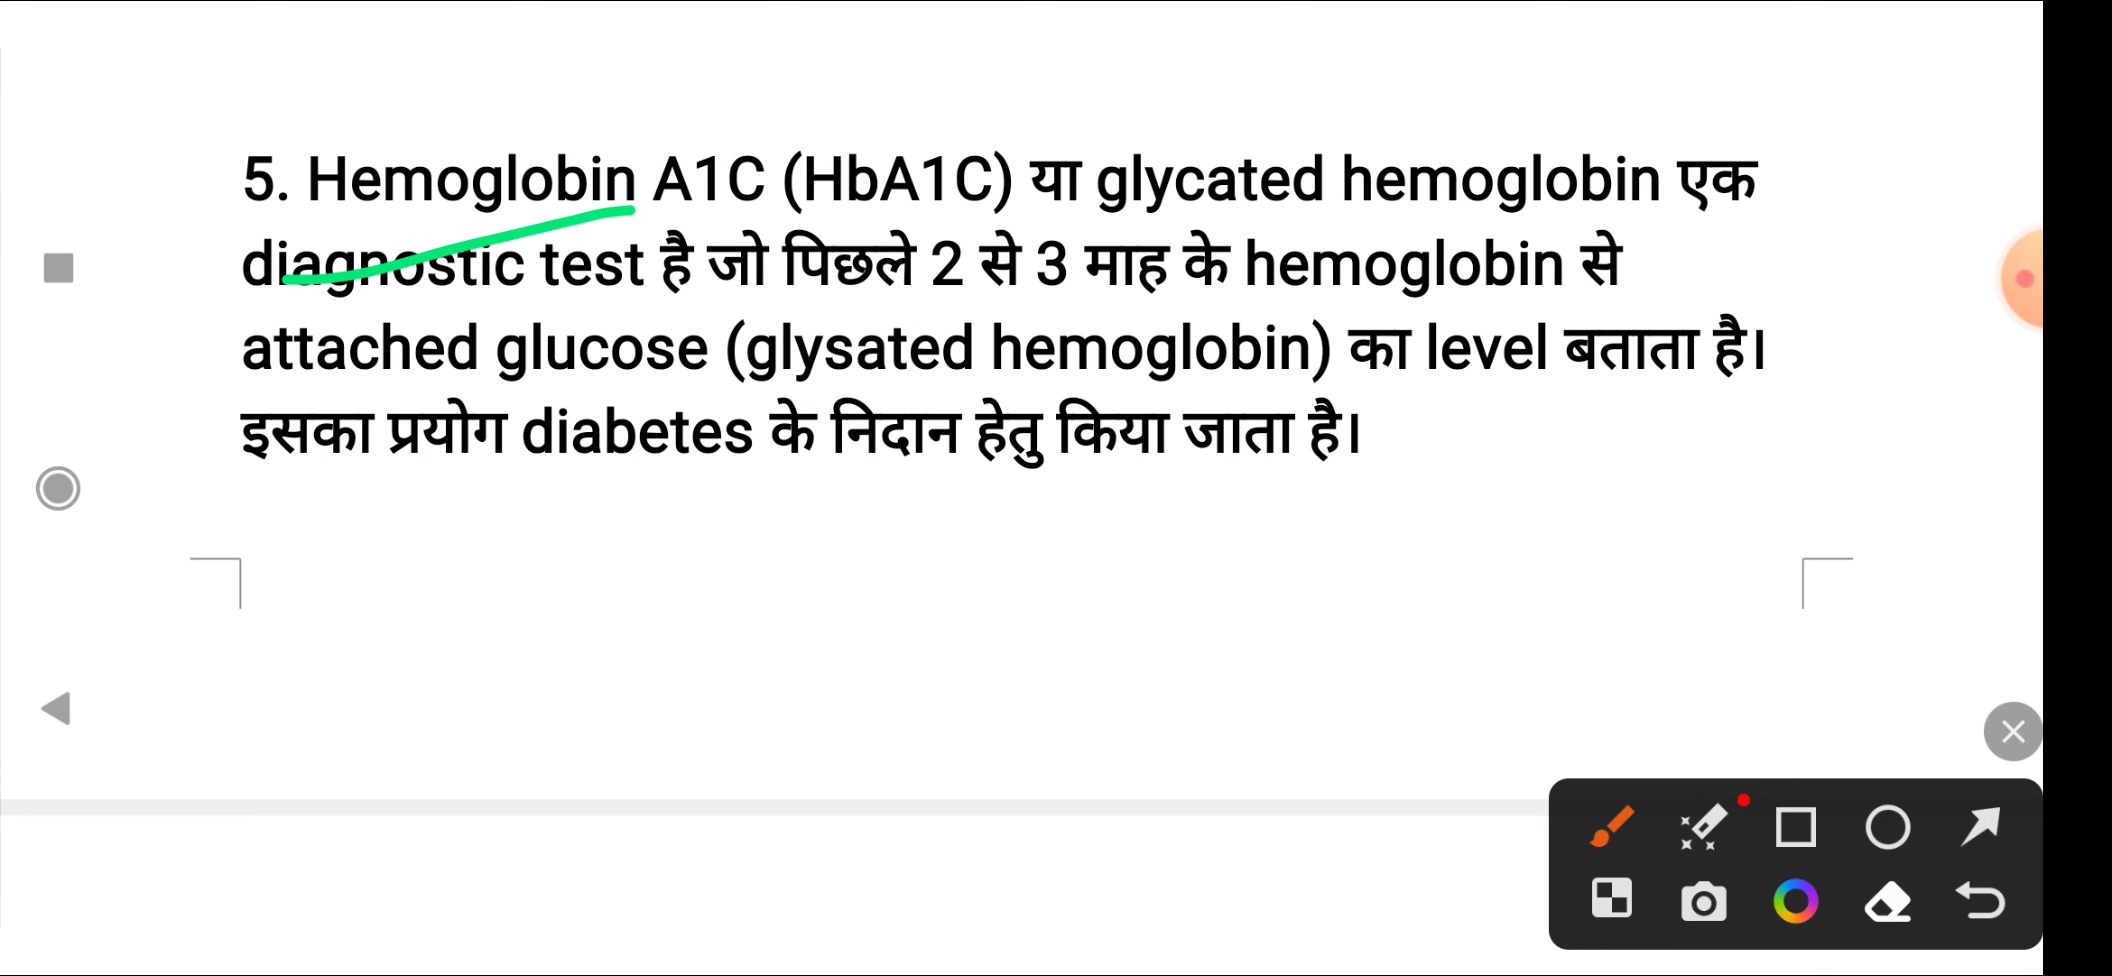 5. Hemoglobin A1C (HbA1C) या glycated hemoglobin एक
diagnostic test है जो पिछले 2 से 3 माह के hemoglobin से
attached glucose (glysated hemoglobin) का level बताता है।
इसका प्रयोग diabetes के निदान हेतु किया जाता है।